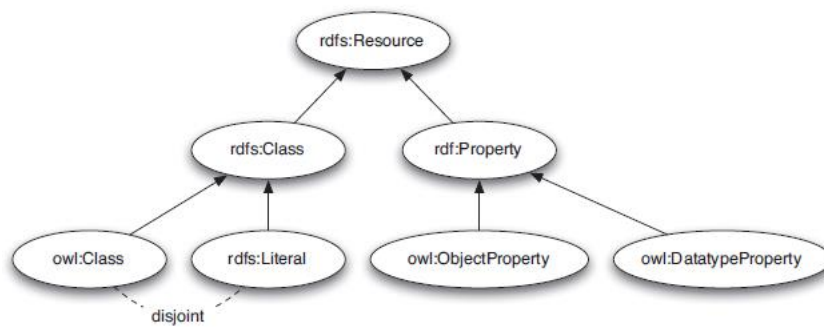 rdfs:Resource
rdfs:Class
rdf:Property
owl:Class
rdfs:Literal
owl:ObjectProperty
owl:DatatypeProperty
disjoint